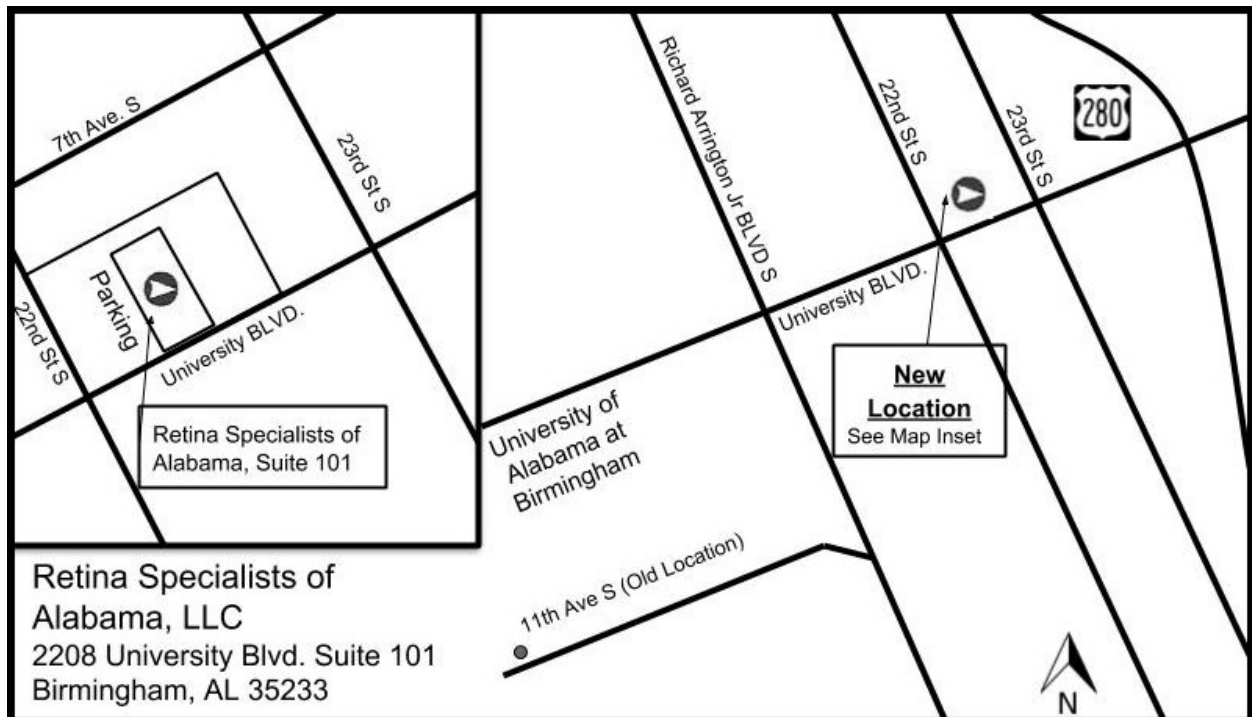 7th Ave. S
23rd St S
22nd St S
Parking
University BLVD.
Retina Specialists of
Alabama, Suite 101
Retina Specialists of
Alabama, LLC
2208 University Blvd. Suite 101
Birmingham, AL 35233
Richard Arrington Jr BLVD S
22nd St S
23rd St S
280
University BLVD.
New
Location
See Map Inset
University of
Alabama at
Birmingham
11th Ave S (Old Location)
N